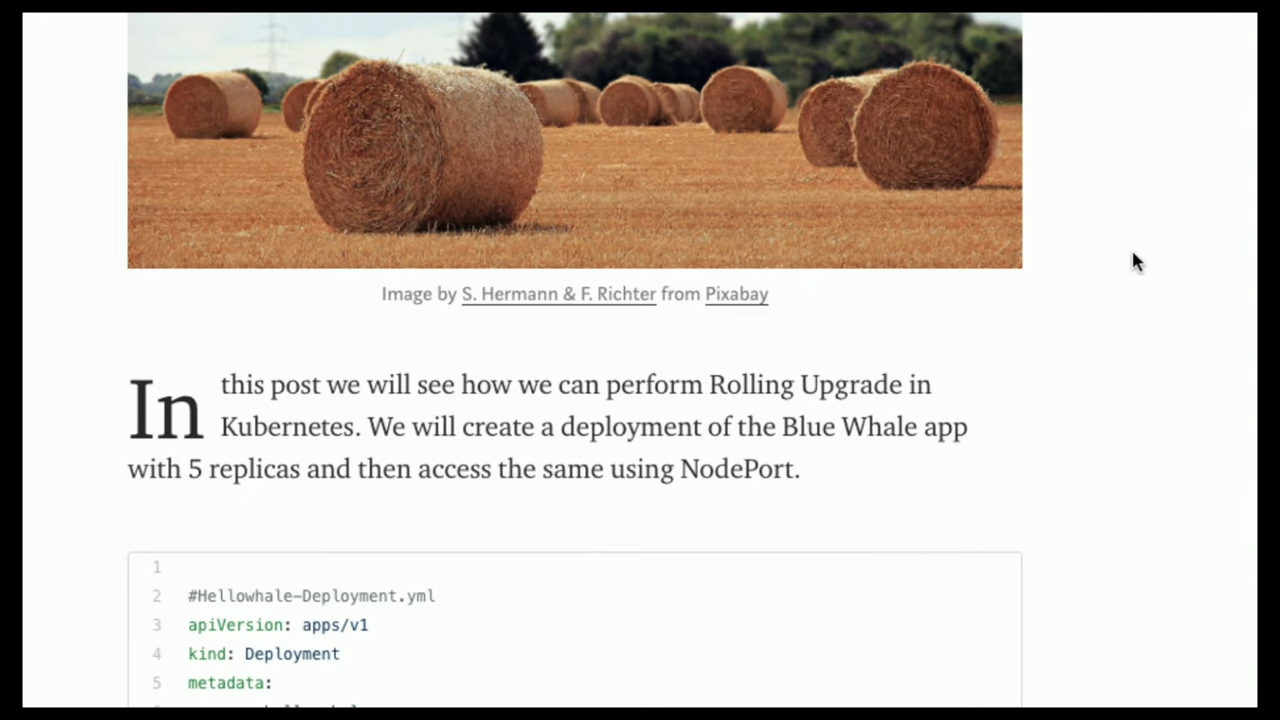 Image by S. Hermann & F. Richter from Pixabay
In this post we will see how we can perform Rolling Upgrade in
Kubernetes. We will create a deployment of the Blue Whale app
with 5 replicas and then access the same using NodePort.
1
2 #Hellowhale-Deployment.yml
3 apiVersion: apps/v1
4 kind: Deployment
5 metadata: